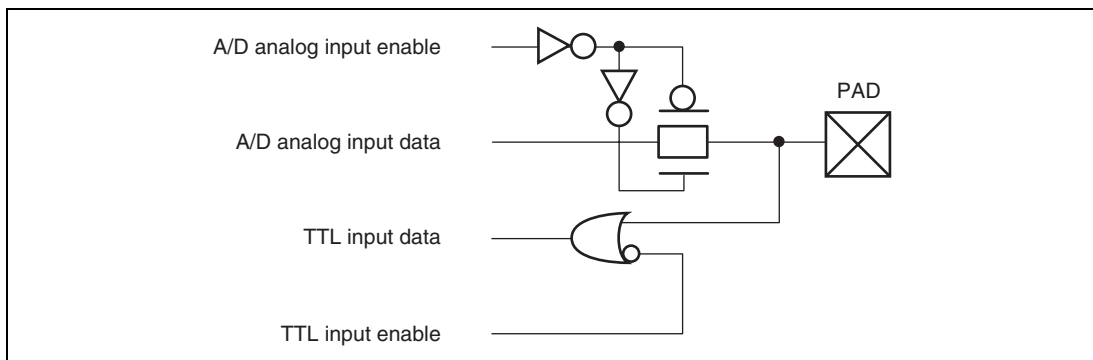 A/D analog input enable
PAD
A/D analog input data
TTL input data
TTL input enable